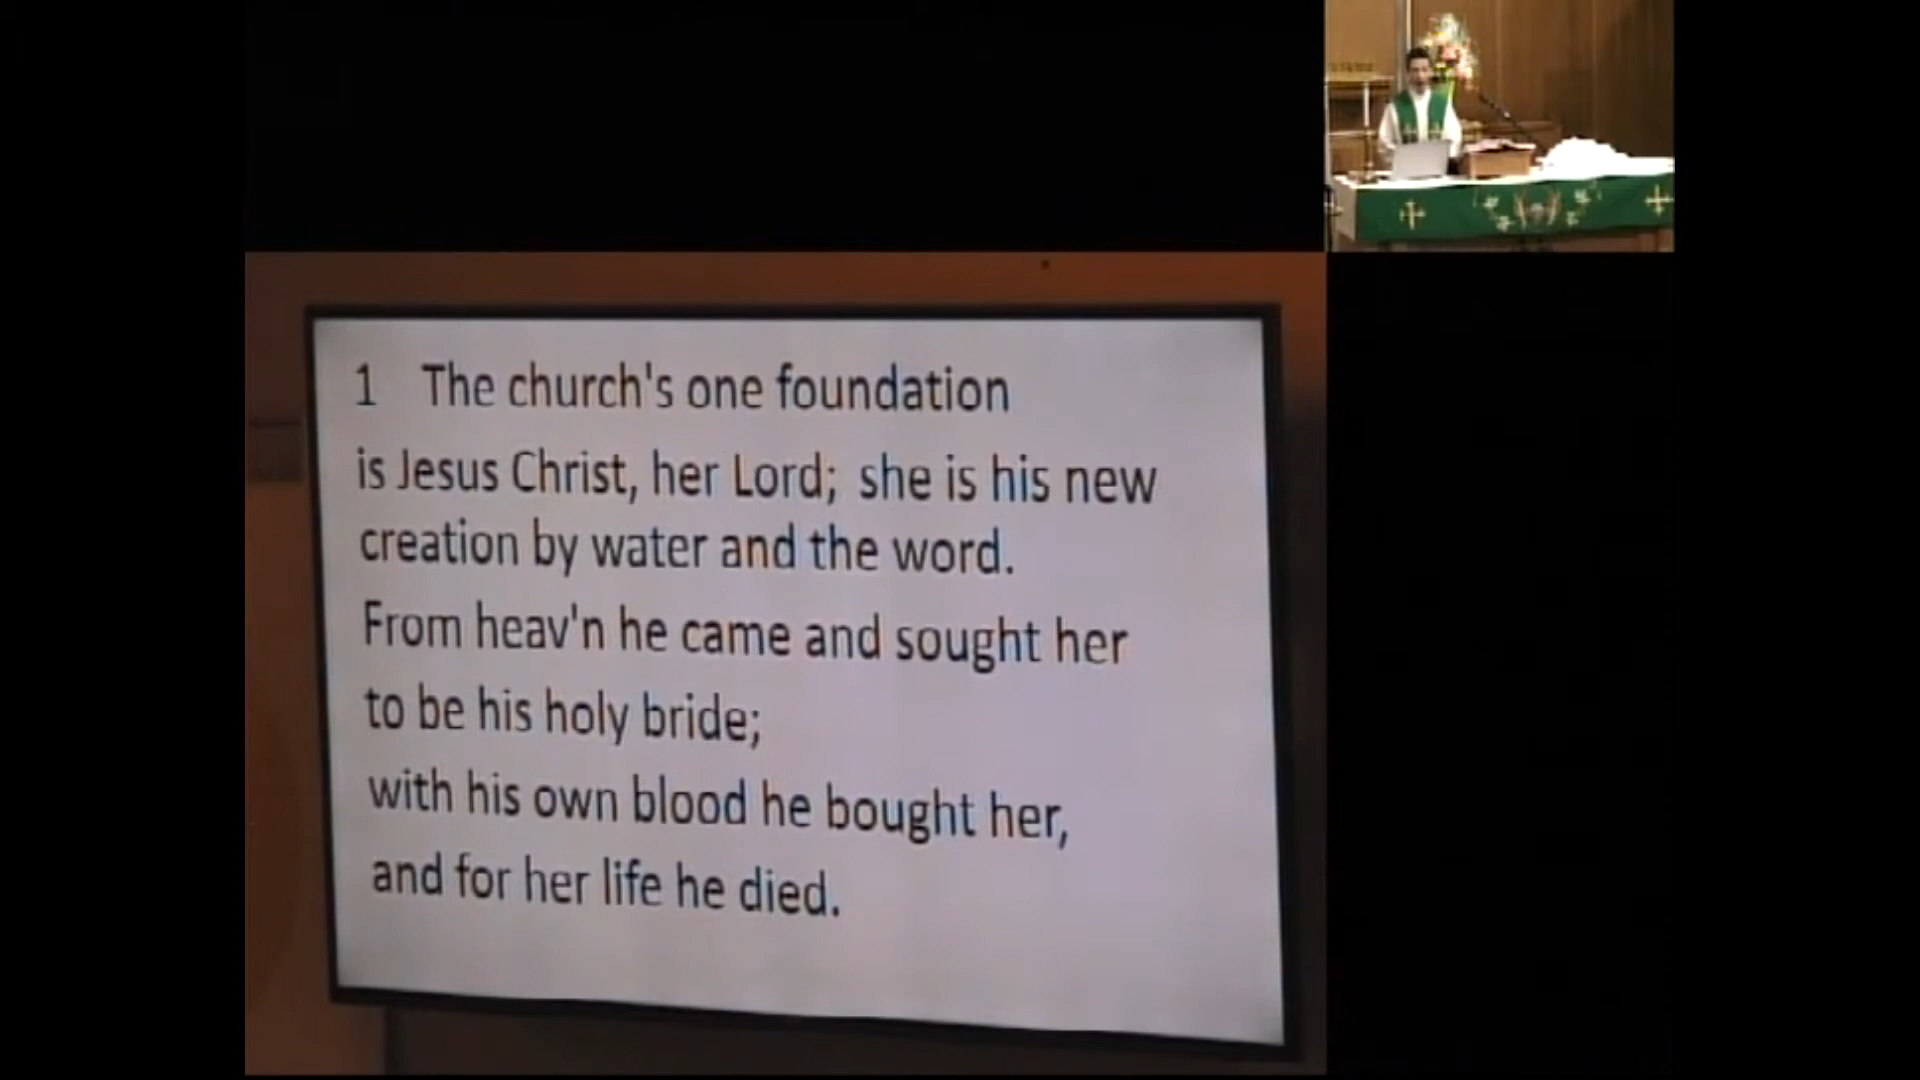 1 The church's one foundation
is Jesus Christ, her Lord; she is his new
creation by water and the word.
From heav'n he came and sought her
to be his holy bride;
with his own blood he bought her,
and for her life he died.